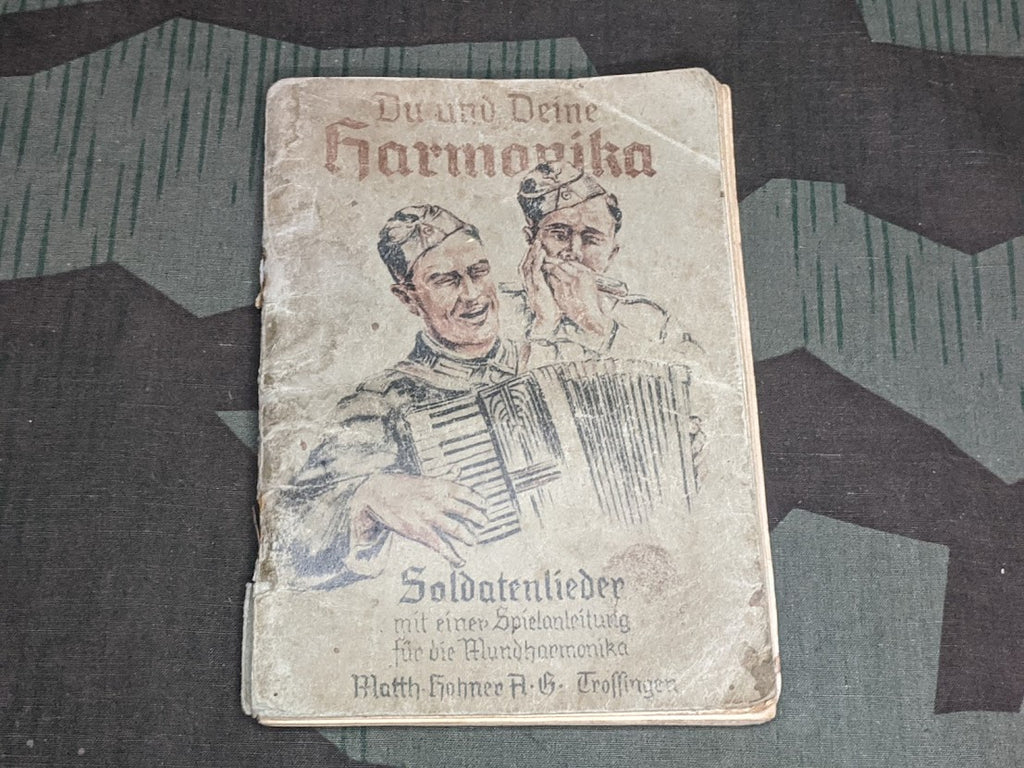 Du und Deine
Harmonika
Soldatenlieder
mit einer Spielanleitung
für die Mundharmonika
Matth. Hohner A. G. Trossingen